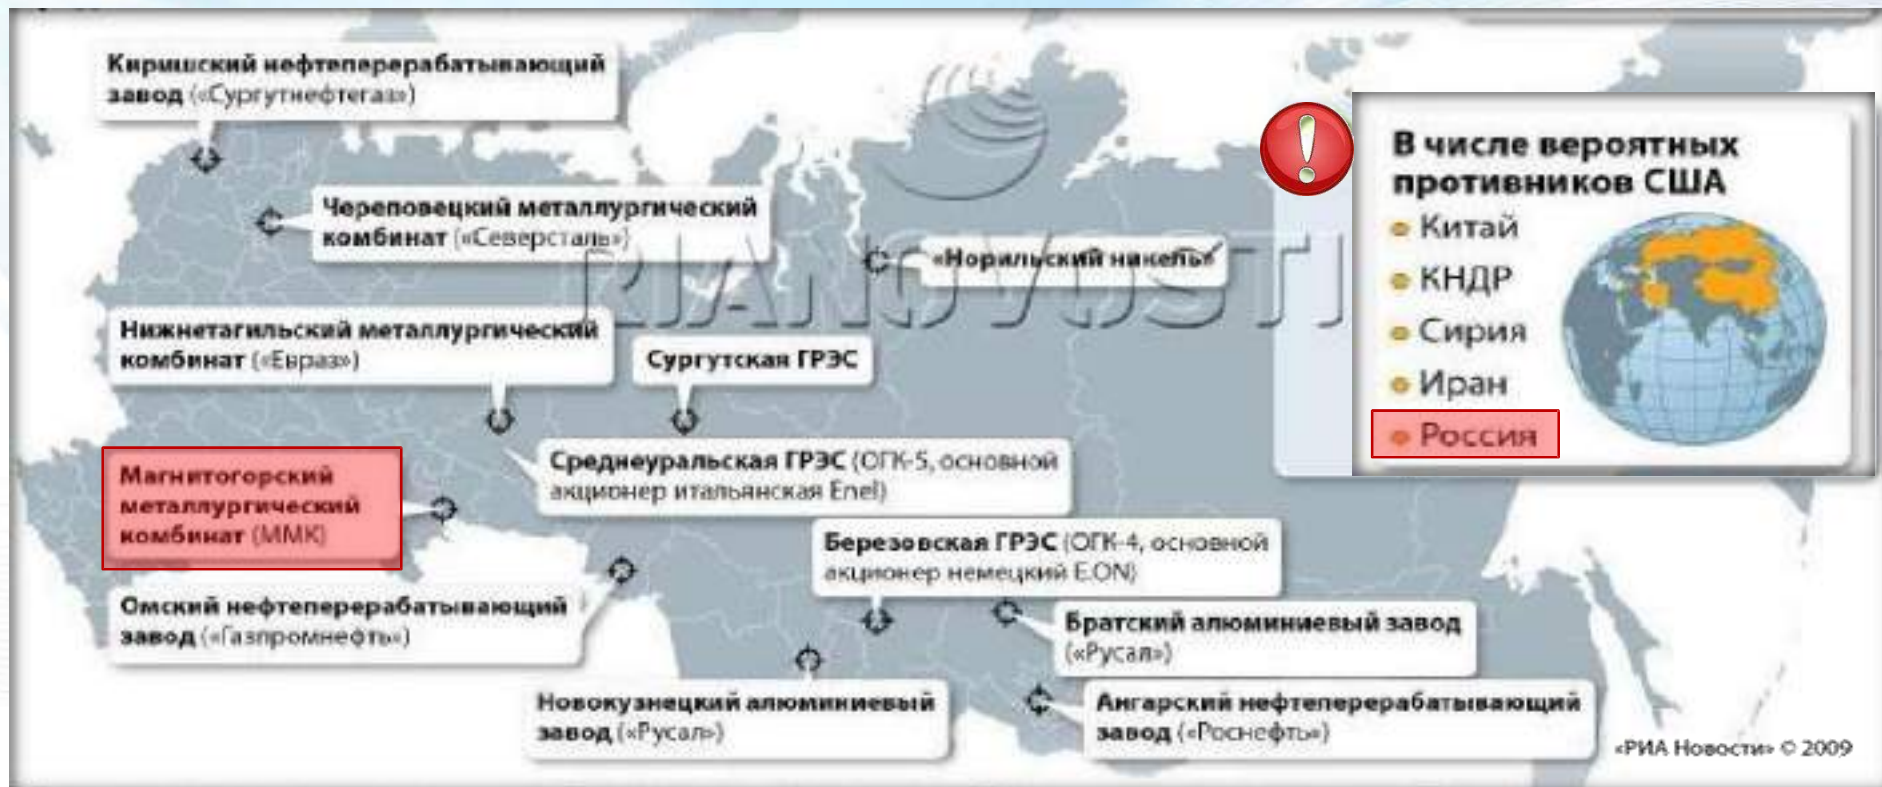 Киришский нефтеперерабатывающий
завод («Сургутнефтегаз»)
Череповецкий металлургический
комбинат («Северсталь»)
«Норильский никель»
RIANOVOSTI
Нижнетагильский металлургический
комбинат («Евраз»)
Сургутская ГРЭС
Среднеуральская ГРЭС (ОГК-5, основной
акционер итальянская Enel)
Магнитогорский
металлургический
комбинат (ММК)
Березовская ГРЭС (ОГК-4, основной
акционер немецкий E.ON)
Омский нефтеперерабатывающий
завод («Газпромнефть»)
Братский алюминиевый завод
(«Русал»)
Новокузнецкий алюминиевый
завод («Русал»)
Ангарский нефтеперерабатывающий
завод («Роснефть»)
В числе вероятных
противников США
Китай
КНДР
Сирия
Иран
Россия
«РИА Новости» © 2009